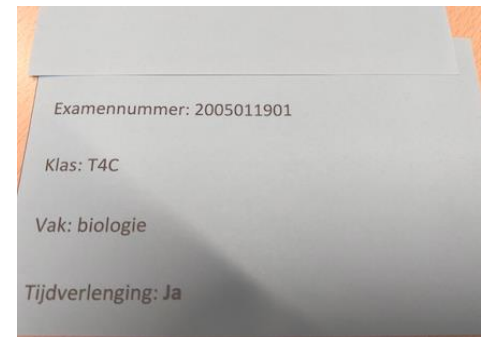 Examennummer: 2005011901
Klas: T4C
Vak: biologie
Tijdverlenging: Ja